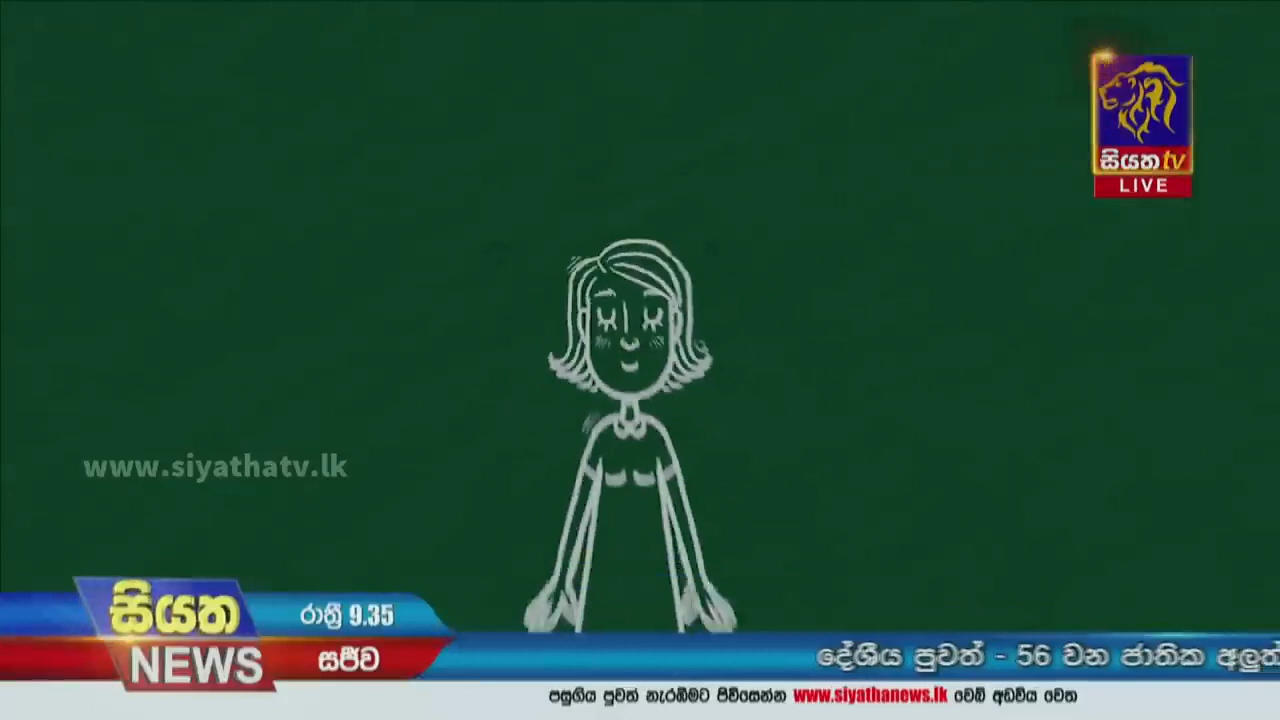 සියත tv
LIVE
www.siyathatv.lk
සියත
NEWS
රාත්‍රී 9.35
සජීව
දේශීය පුවත් - 56 වන ජාතික අලුත්
පසුගිය පුවත් නැරඹීමට පිවිසෙන්න www.siyathanews.lk වෙබ් අඩවිය වෙත